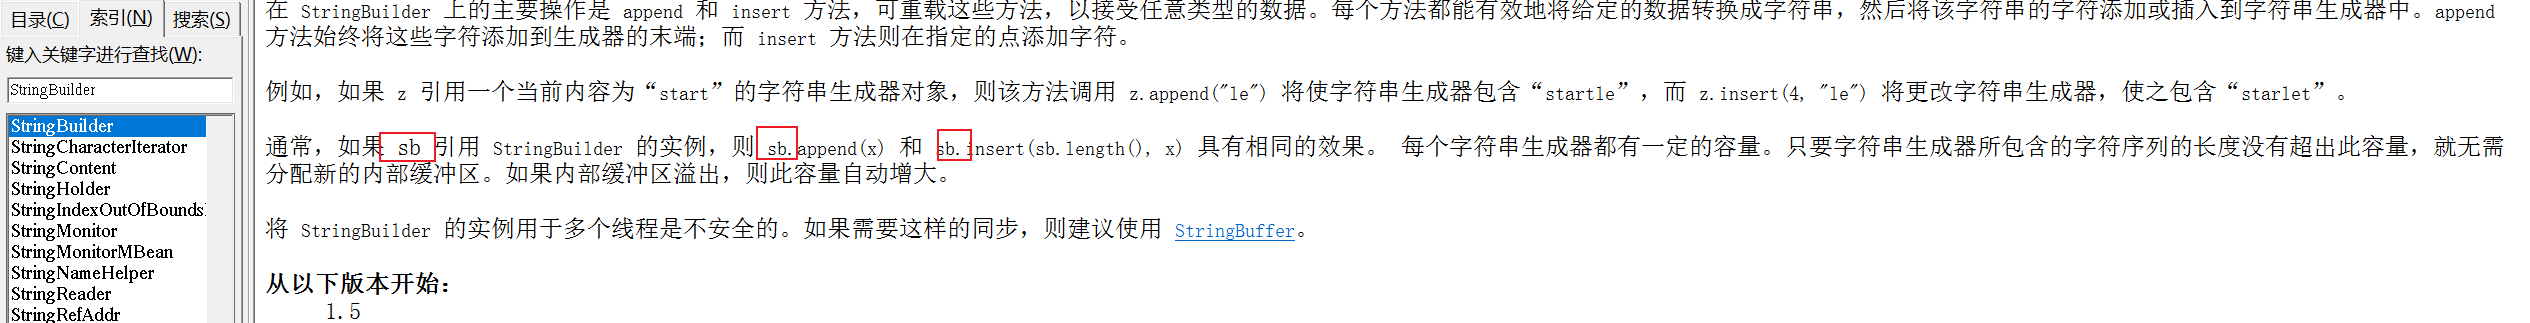 目录(C) 索引(N) 搜索(S)
键入关键字进行查找(W):
StringBuilder
StringBuilder
StringCharacterIterator
StringContent
StringHolder
StringIndexOutOfBounds
StringMonitor
StringMonitorMBean
StringNameHelper
StringReader
StringRefAddr
在 StringBuilder 上的主要操作是 append 和 insert 方法，可重载这些方法，以接受任意类型的数据。每个方法都能有效地将给定的数据转换成字符串，然后将该字符串的字符添加或插入到字符串生成器中。append
方法始终将这些字符添加到生成器的末端；而 insert 方法则在指定的点添加字符。
例如，如果 z 引用一个当前内容为“start”的字符串生成器对象，则该方法调用 z.append("le") 将使字符串生成器包含“startle”，而 z.insert(4, "le") 将更改字符串生成器，使之包含“starlet”。
通常，如果 sb 引用 StringBuilder 的实例，则 sb.append(x) 和 sb.insert(sb.length(), x) 具有相同的效果。 每个字符串生成器都有一定的容量。只要字符串生成器所包含的字符序列的长度没有超出此容量，就无需
分配新的内部缓冲区。如果内部缓冲区溢出，则此容量自动增大。
将 StringBuilder 的实例用于多个线程是不安全的。如果需要这样的同步，则建议使用 StringBuffer。
从以下版本开始：
1.5